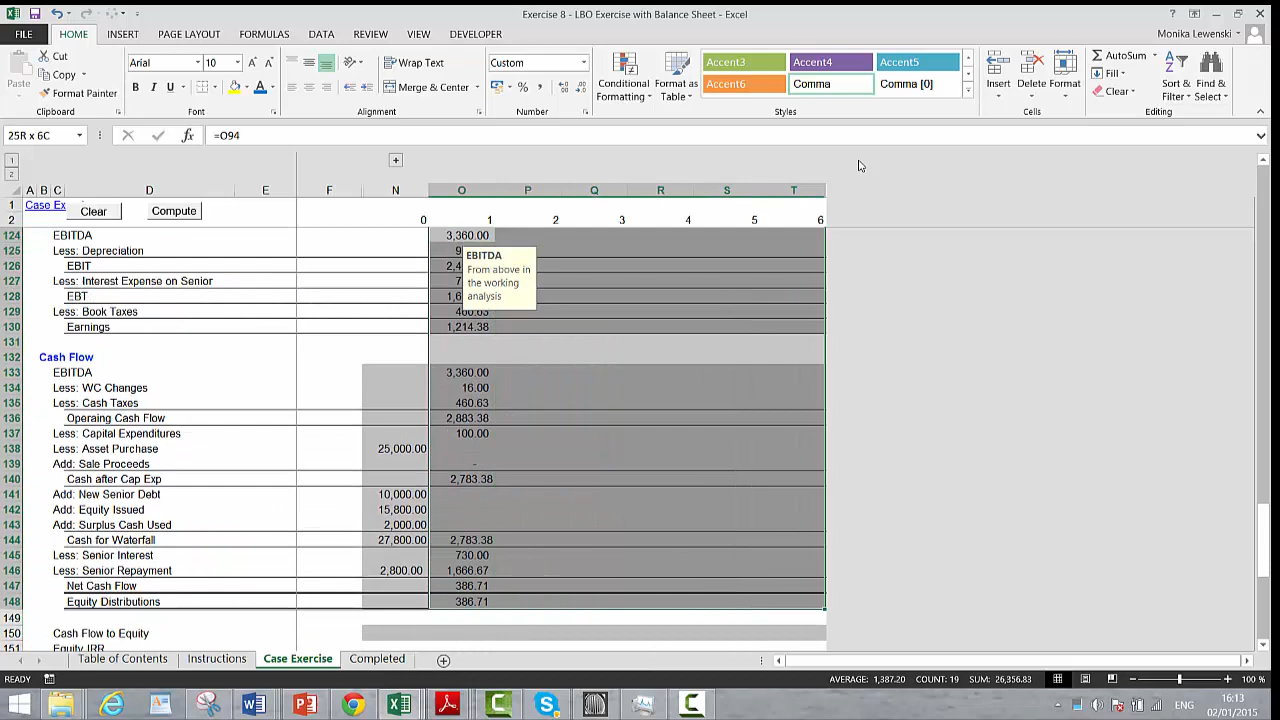 Exercise 8 - LBO Exercise with Balance Sheet - Excel
FILE HOME INSERT PAGE LAYOUT FORMULAS DATA REVIEW VIEW DEVELOPER Monika Lewenski
Paste Cut Copy Format Painter Clipboard
Arial 10 B I U Font
Wrap Text Merge & Center Alignment
Custom % , Number
Conditional Formatting Format as Table
Accent3 Accent4 Accent5
Accent6 Comma Comma [0]
Styles
Insert Delete Format Cells
AutoSum Fill Clear Sort & Filter Find & Select Editing
25R x 6C fx =O94
1
2
+
A B C D E F N O P Q R S T
1 Case Ex Clear Compute
2 0 1 2 3 4 5 6
124 EBITDA 3,360.00
125 Less: Depreciation
126 EBIT
127 Less: Interest Expense on Senior
128 EBT
129 Less: Book Taxes 460.63
130 Earnings 1,214.38
EBITDA
From above in
the working
analysis
131
132 Cash Flow
133 EBITDA 3,360.00
134 Less: WC Changes 16.00
135 Less: Cash Taxes 460.63
136 Operaing Cash Flow 2,883.38
137 Less: Capital Expenditures 100.00
138 Less: Asset Purchase 25,000.00
139 Add: Sale Proceeds -
140 Cash after Cap Exp 2,783.38
141 Add: New Senior Debt 10,000.00
142 Add: Equity Issued 15,800.00
143 Add: Surplus Cash Used 2,000.00
144 Cash for Waterfall 27,800.00 2,783.38
145 Less: Senior Interest 730.00
146 Less: Senior Repayment 2,800.00 1,666.67
147 Net Cash Flow 386.71
148 Equity Distributions 386.71
149
150 Cash Flow to Equity
151 Equity IRR
Table of Contents Instructions Case Exercise Completed
READY AVERAGE: 1,387.20 COUNT: 19 SUM: 26,356.83 100 %
ENG 16:13
02/01/2015